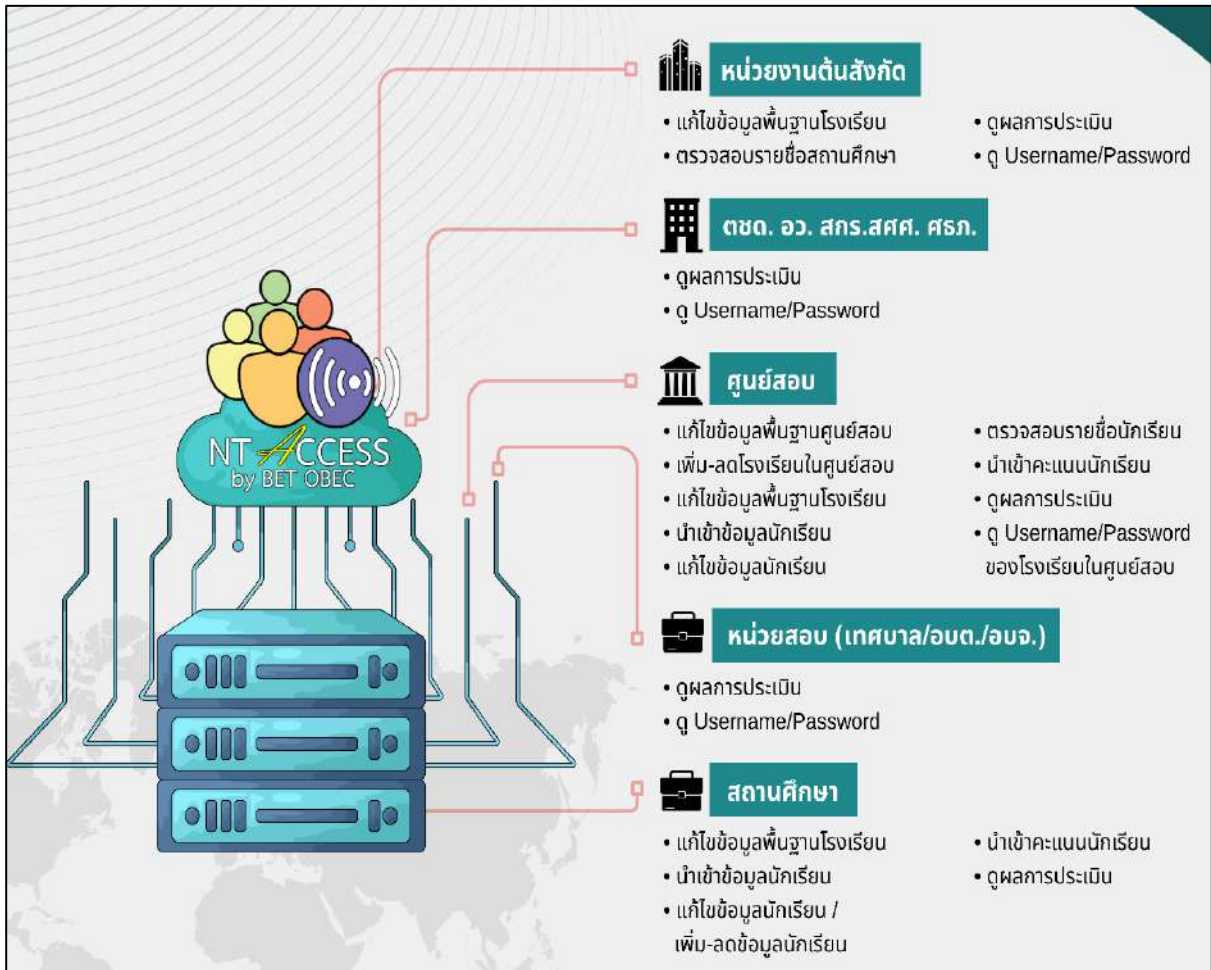 หน่วยงานต้นสังกัด
• แก้ไขข้อมูลพื้นฐานโรงเรียน
• ตรวจสอบรายชื่อสถานศึกษา
• ดูผลการประเมิน
• ดู Username/Password
ตชด. อว. สกร.สศศ. ศธภ.
• ดูผลการประเมิน
• ดู Username/Password
NT ACCESS
by BET OBEC
ศูนย์สอบ
• แก้ไขข้อมูลพื้นฐานศูนย์สอบ
• เพิ่ม-ลดโรงเรียนในศูนย์สอบ
• แก้ไขข้อมูลพื้นฐานโรงเรียน
• นำเข้าข้อมูลนักเรียน
• แก้ไขข้อมูลนักเรียน
• ตรวจสอบรายชื่อนักเรียน
• นำเข้าคะแนนนักเรียน
• ดูผลการประเมิน
• ดู Username/Password
ของโรงเรียนในศูนย์สอบ
หน่วยสอบ (เทศบาล/อบต./อบจ.)
• ดูผลการประเมิน
• ดู Username/Password
สถานศึกษา
• แก้ไขข้อมูลพื้นฐานโรงเรียน
• นำเข้าข้อมูลนักเรียน
• แก้ไขข้อมูลนักเรียน /
เพิ่ม-ลดข้อมูลนักเรียน
• นำเข้าคะแนนนักเรียน
• ดูผลการประเมิน